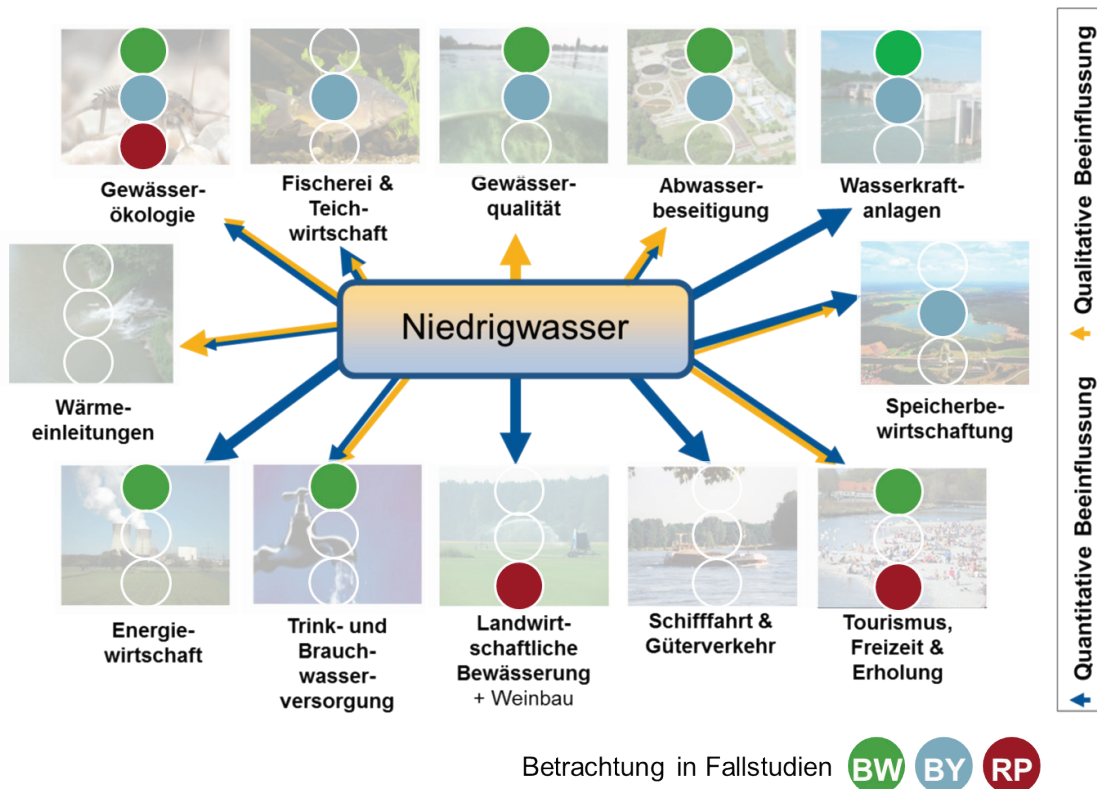 Gewässer-
ökologie
Fischerei &
Teich-
wirtschaft
Gewässer-
qualität
Abwasser-
beseitigung
Wasserkraft-
anlagen
Niedrigwasser
Wärme-
einleitungen
Speicherbe-
wirtschaftung
Energie-
wirtschaft
Trink- und
Brauch-
wasser-
versorgung
Landwirt-
schaftliche
Bewässerung
+ Weinbau
Schifffahrt &
Güterverkehr
Tourismus,
Freizeit &
Erholung
Quantitative Beeinflussung
Qualitative Beeinflussung
Betrachtung in Fallstudien BW BY RP